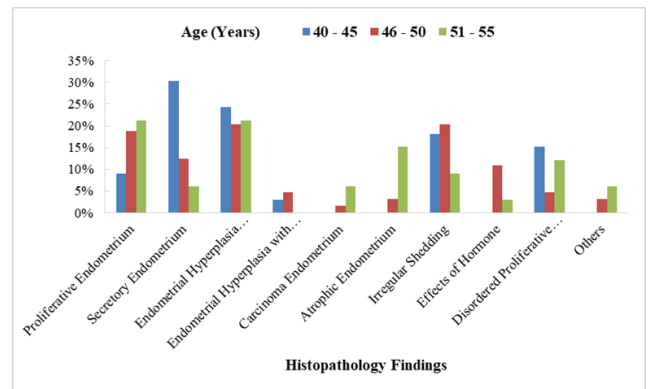 Age (Years) 40 - 45 46 - 50 51 - 55
35%
30%
25%
20%
15%
10%
5%
0%
Proliferative Endometrium
Secretory Endometrium
Endometrial Hyperplasia...
Endometrial Hyperplasia with...
Carcinoma Endometrium
Atrophic Endometrium
Irregular Shedding
Effects of Hormone
Disordered Proliferative...
Others
Histopathology Findings